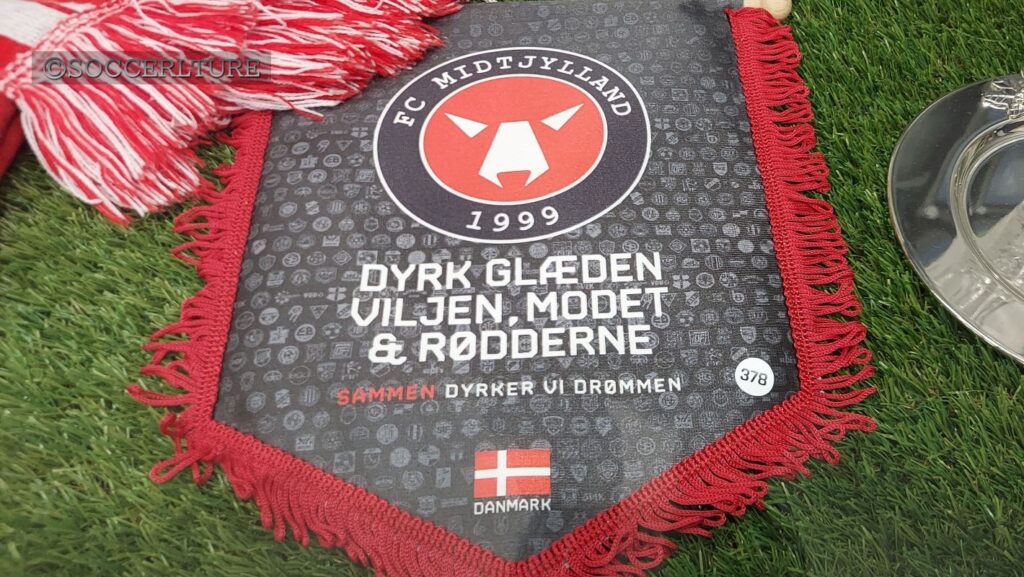 ©SOCCERLTURE
FC MIDTJYLLAND
1999
DYRK GLÆDEN
VILJEN, MODET
& RØDDERNE
SAMMEN DYRKER VI DRØMMEN
378
DANMARK